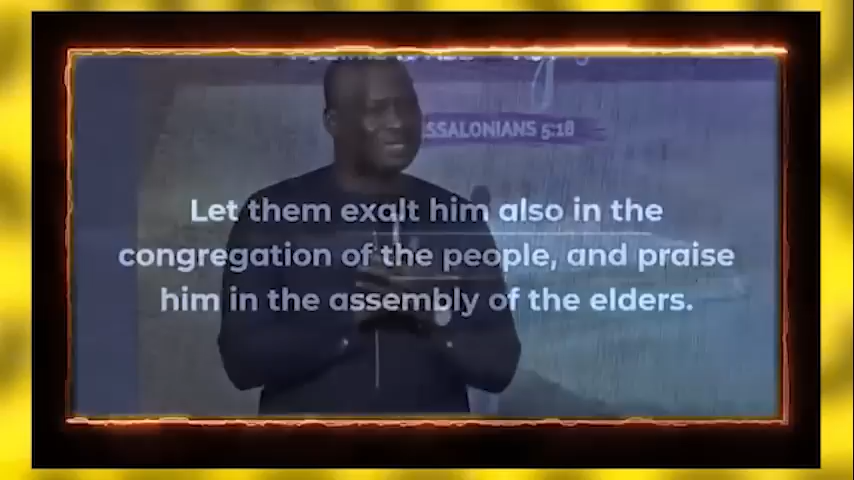 SSALONIANS 5:18
Let them exalt him also in the
congregation of the people, and praise
him in the assembly of the elders.